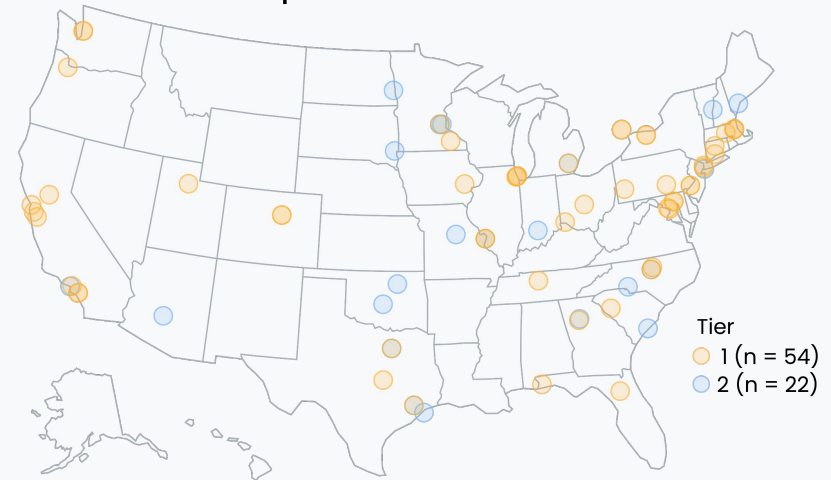 Tier
1 (n = 54)
2 (n = 22)